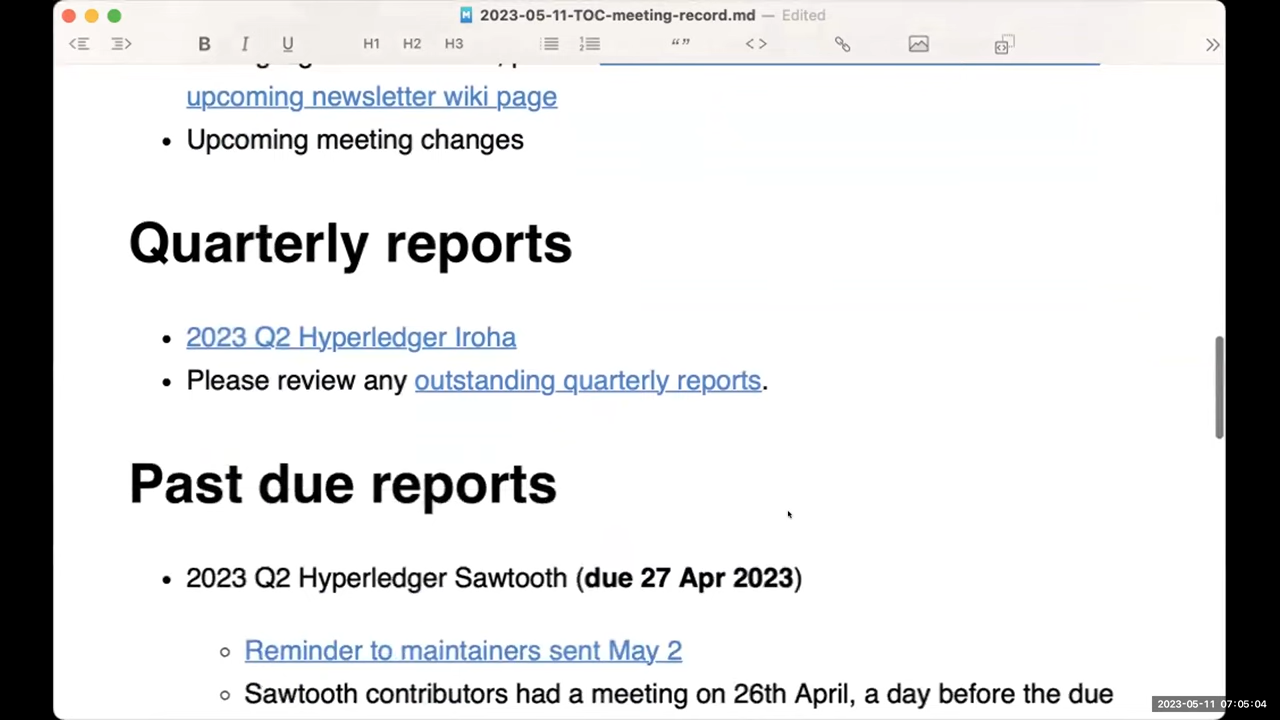 2023-05-11-TOC-meeting-record.md — Edited
B I U H1 H2 H3 “” <>
upcoming newsletter wiki page
• Upcoming meeting changes
Quarterly reports
• 2023 Q2 Hyperledger Iroha
• Please review any outstanding quarterly reports.
Past due reports
• 2023 Q2 Hyperledger Sawtooth (due 27 Apr 2023)
○ Reminder to maintainers sent May 2
○ Sawtooth contributors had a meeting on 26th April, a day before the due
2023-05-11 07:05:04